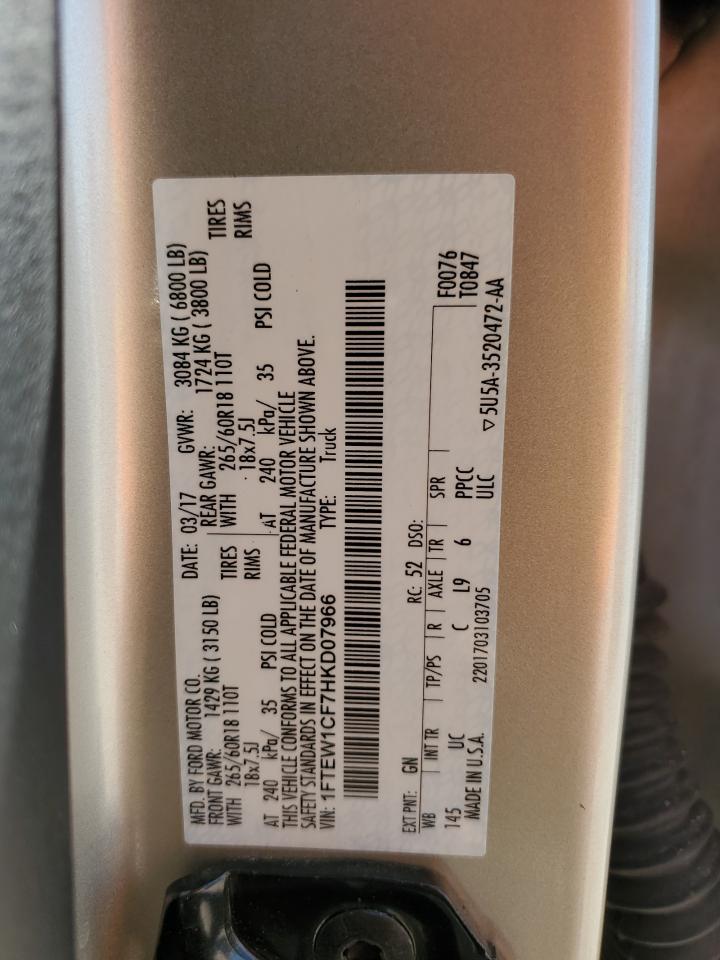 MFD. BY FORD MOTOR CO. DATE: 03/17 GVWR: 3084 KG ( 6800 LB)
FRONT GAWR: 1429 KG ( 3150 LB) REAR GAWR: 1724 KG ( 3800 LB)
WITH 265/60R18 110T TIRES WITH 265/60R18 110T TIRES
18x7.5J RIMS 18x7.5J RIMS
AT 240 kPa/ 35 PSI COLD AT 240 kPa/ 35 PSI COLD
THIS VEHICLE CONFORMS TO ALL APPLICABLE FEDERAL MOTOR VEHICLE
SAFETY STANDARDS IN EFFECT ON THE DATE OF MANUFACTURE SHOWN ABOVE.
VIN: 1FTEW1CF7HKD07966 TYPE: Truck
EXT PNT: GN RC: 52 DSO:
WB INT TR TP/PS R AXLE TR SPR F0076
145 UC C L9 6 PPCC T0847
MADE IN U.S.A. 2201703103705 ULC ▽ 5U5A-3520472-AA